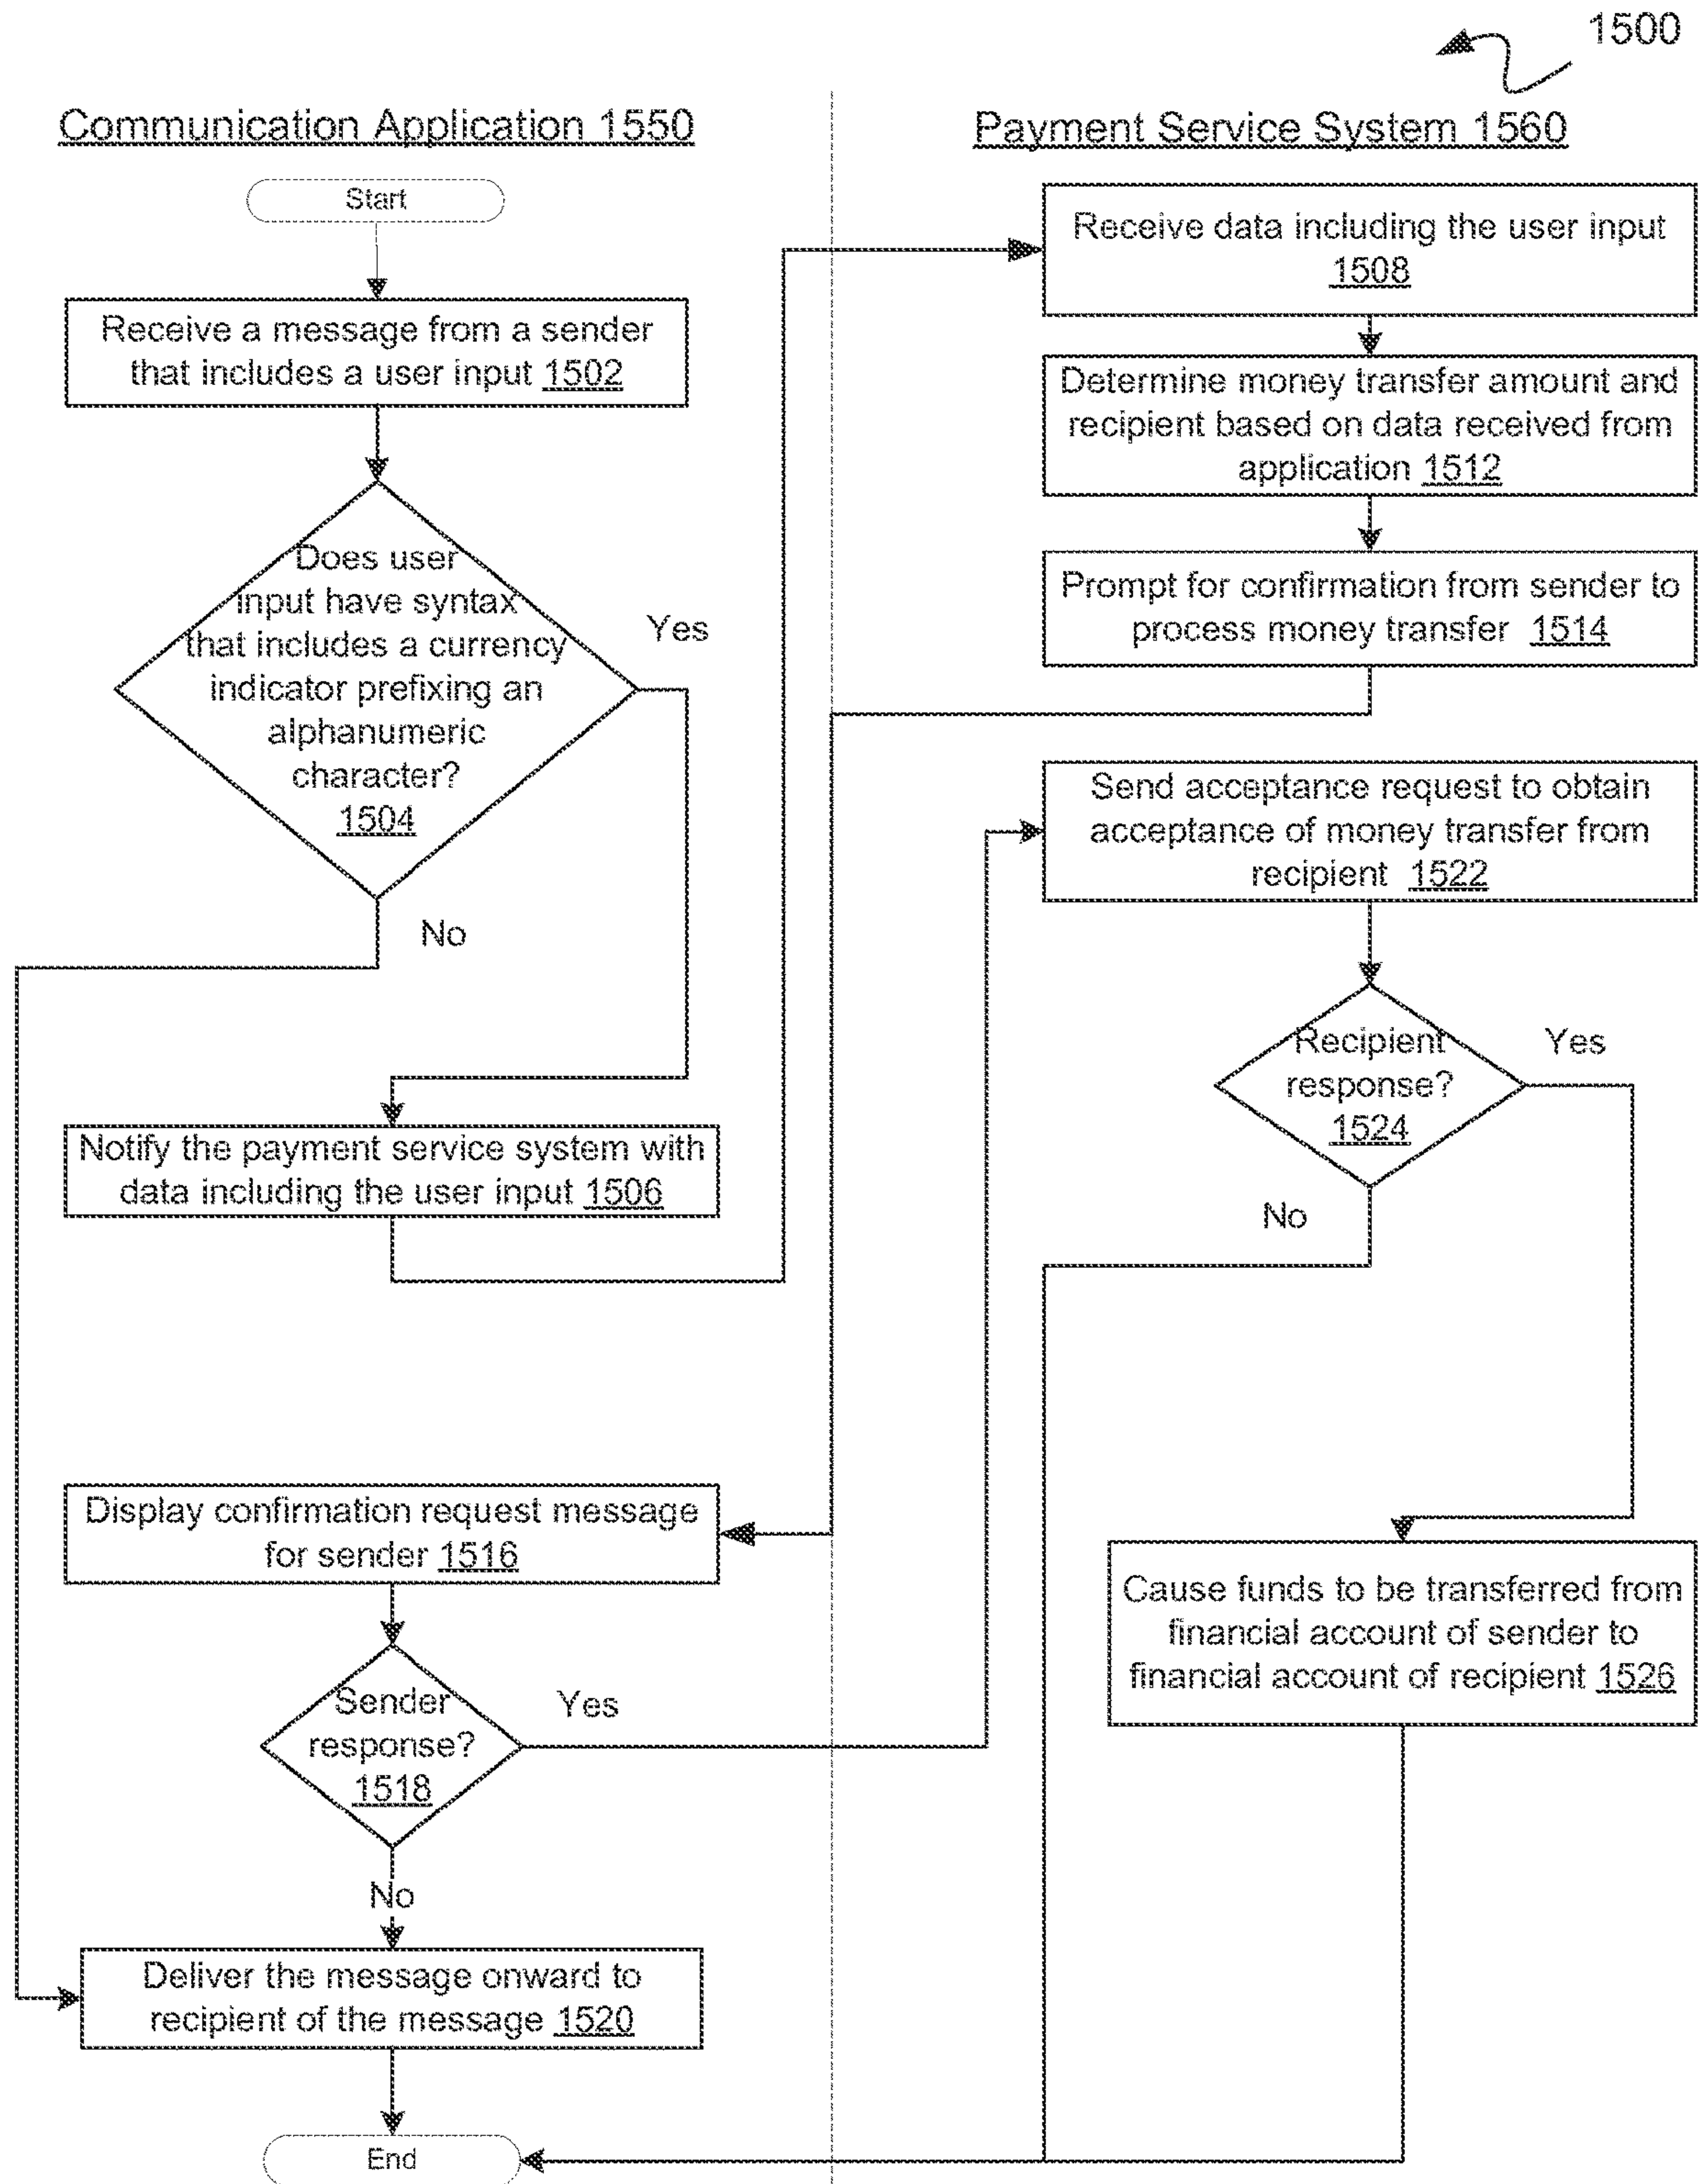 1500
Communication Application 1550
Payment Service System 1560
Start
Receive a message from a sender
that includes a user input 1502
Does user
input have syntax
that includes a currency
indicator prefixing an
alphanumeric
character?
1504
Yes
No
Notify the payment service system with
data including the user input 1506
Receive data including the user input
1508
Determine money transfer amount and
recipient based on data received from
application 1512
Prompt for confirmation from sender to
process money transfer 1514
Display confirmation request message
for sender 1516
Sender
response?
1518
Yes
No
Deliver the message onward to
recipient of the message 1520
Send acceptance request to obtain
acceptance of money transfer from
recipient 1522
Recipient
response?
1524
Yes
No
Cause funds to be transferred from
financial account of sender to
financial account of recipient 1526
End